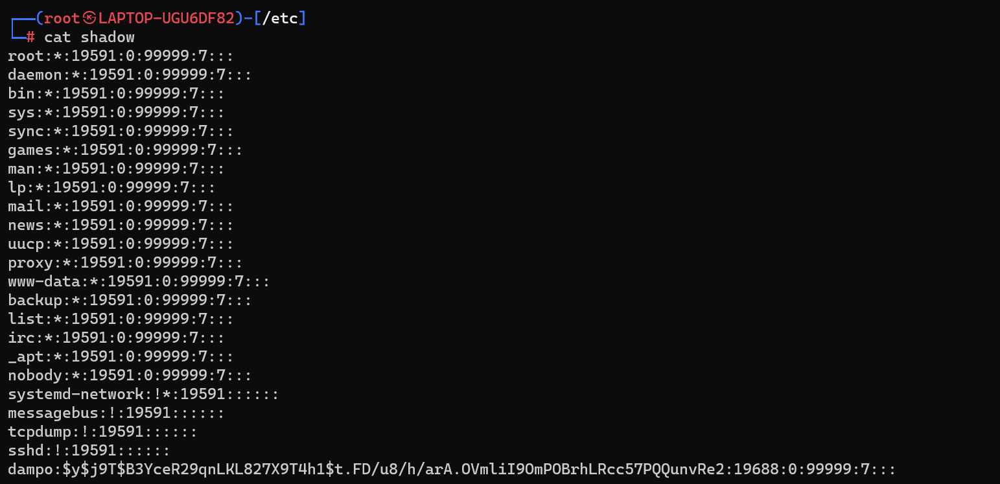 ┌──(root㉿LAPTOP-UGU6DF82)-[/etc]
└─# cat shadow
root:*:19591:0:99999:7:::
daemon:*:19591:0:99999:7:::
bin:*:19591:0:99999:7:::
sys:*:19591:0:99999:7:::
sync:*:19591:0:99999:7:::
games:*:19591:0:99999:7:::
man:*:19591:0:99999:7:::
lp:*:19591:0:99999:7:::
mail:*:19591:0:99999:7:::
news:*:19591:0:99999:7:::
uucp:*:19591:0:99999:7:::
proxy:*:19591:0:99999:7:::
www-data:*:19591:0:99999:7:::
backup:*:19591:0:99999:7:::
list:*:19591:0:99999:7:::
irc:*:19591:0:99999:7:::
_apt:*:19591:0:99999:7:::
nobody:*:19591:0:99999:7:::
systemd-network:!*:19591::::::
messagebus:!:19591::::::
tcpdump:!:19591::::::
sshd:!:19591::::::
dampo:$y$j9T$B3YceR29qnLKL827X9T4h1$t.FD/u8/h/arA.OVmliI9OmPOBrhLRcc57PQQunvRe2:19688:0:99999:7:::